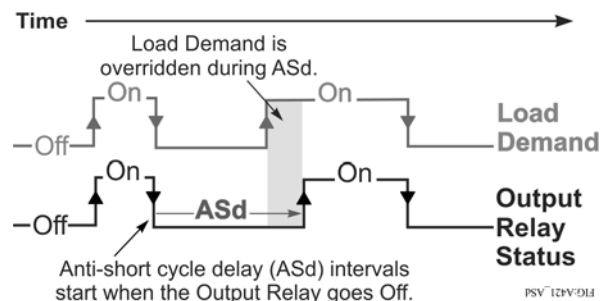 Time
Load Demand is
overridden during ASd.
On
On
Off
Load
Demand
On
On
Off
ASd
Output
Relay
Status
Anti-short cycle delay (ASd) intervals
start when the Output Relay goes Off.
FIG:A421_ASd